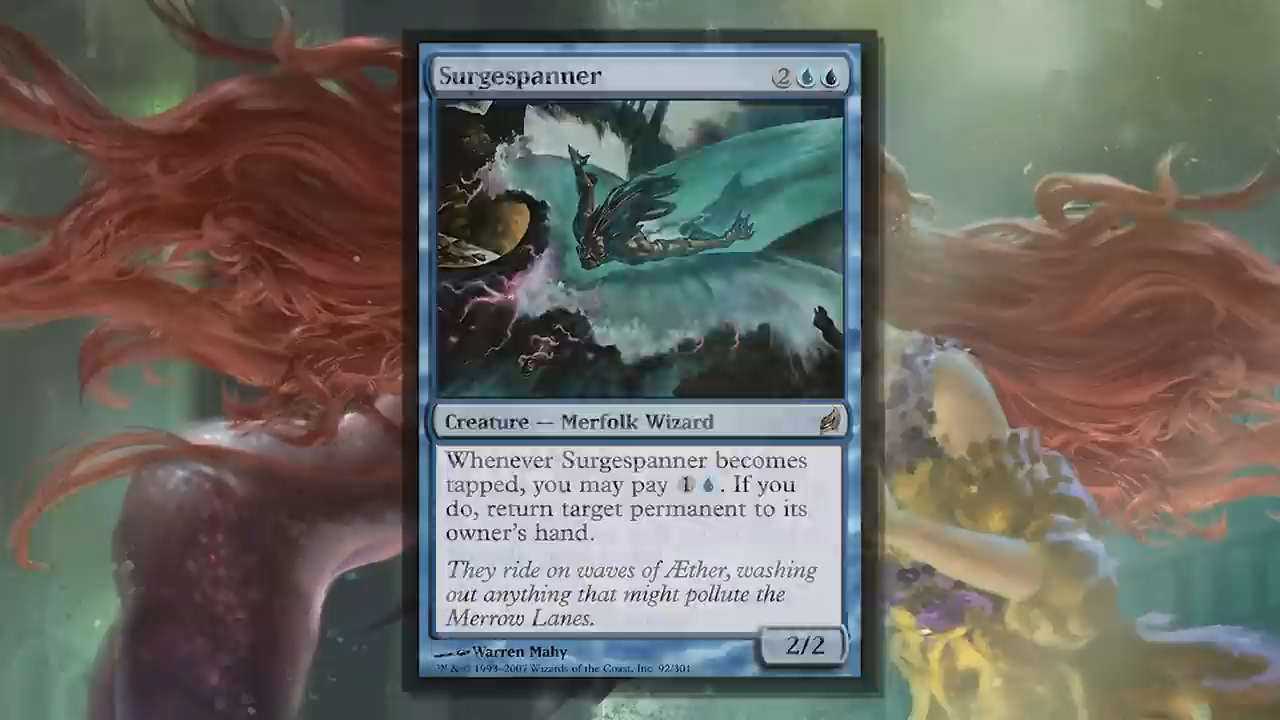 Surgespanner 2
Creature — Merfolk Wizard
Whenever Surgespanner becomes
tapped, you may pay 1 . If you
do, return target permanent to its
owner's hand.
They ride on waves of Æther, washing
out anything that might pollute the
Merrow Lanes.
2/2
Warren Mahy
™ & © 1993–2007 Wizards of the Coast, Inc. 92/301